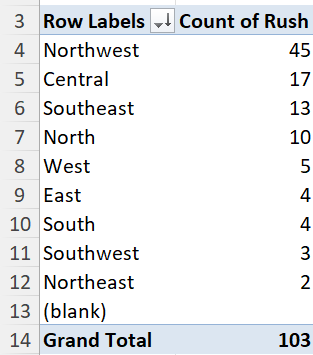 3 Row Labels Count of Rush
4 Northwest 45
5 Central 17
6 Southeast 13
7 North 10
8 West 5
9 East 4
10 South 4
11 Southwest 3
12 Northeast 2
13 (blank)
14 Grand Total 103